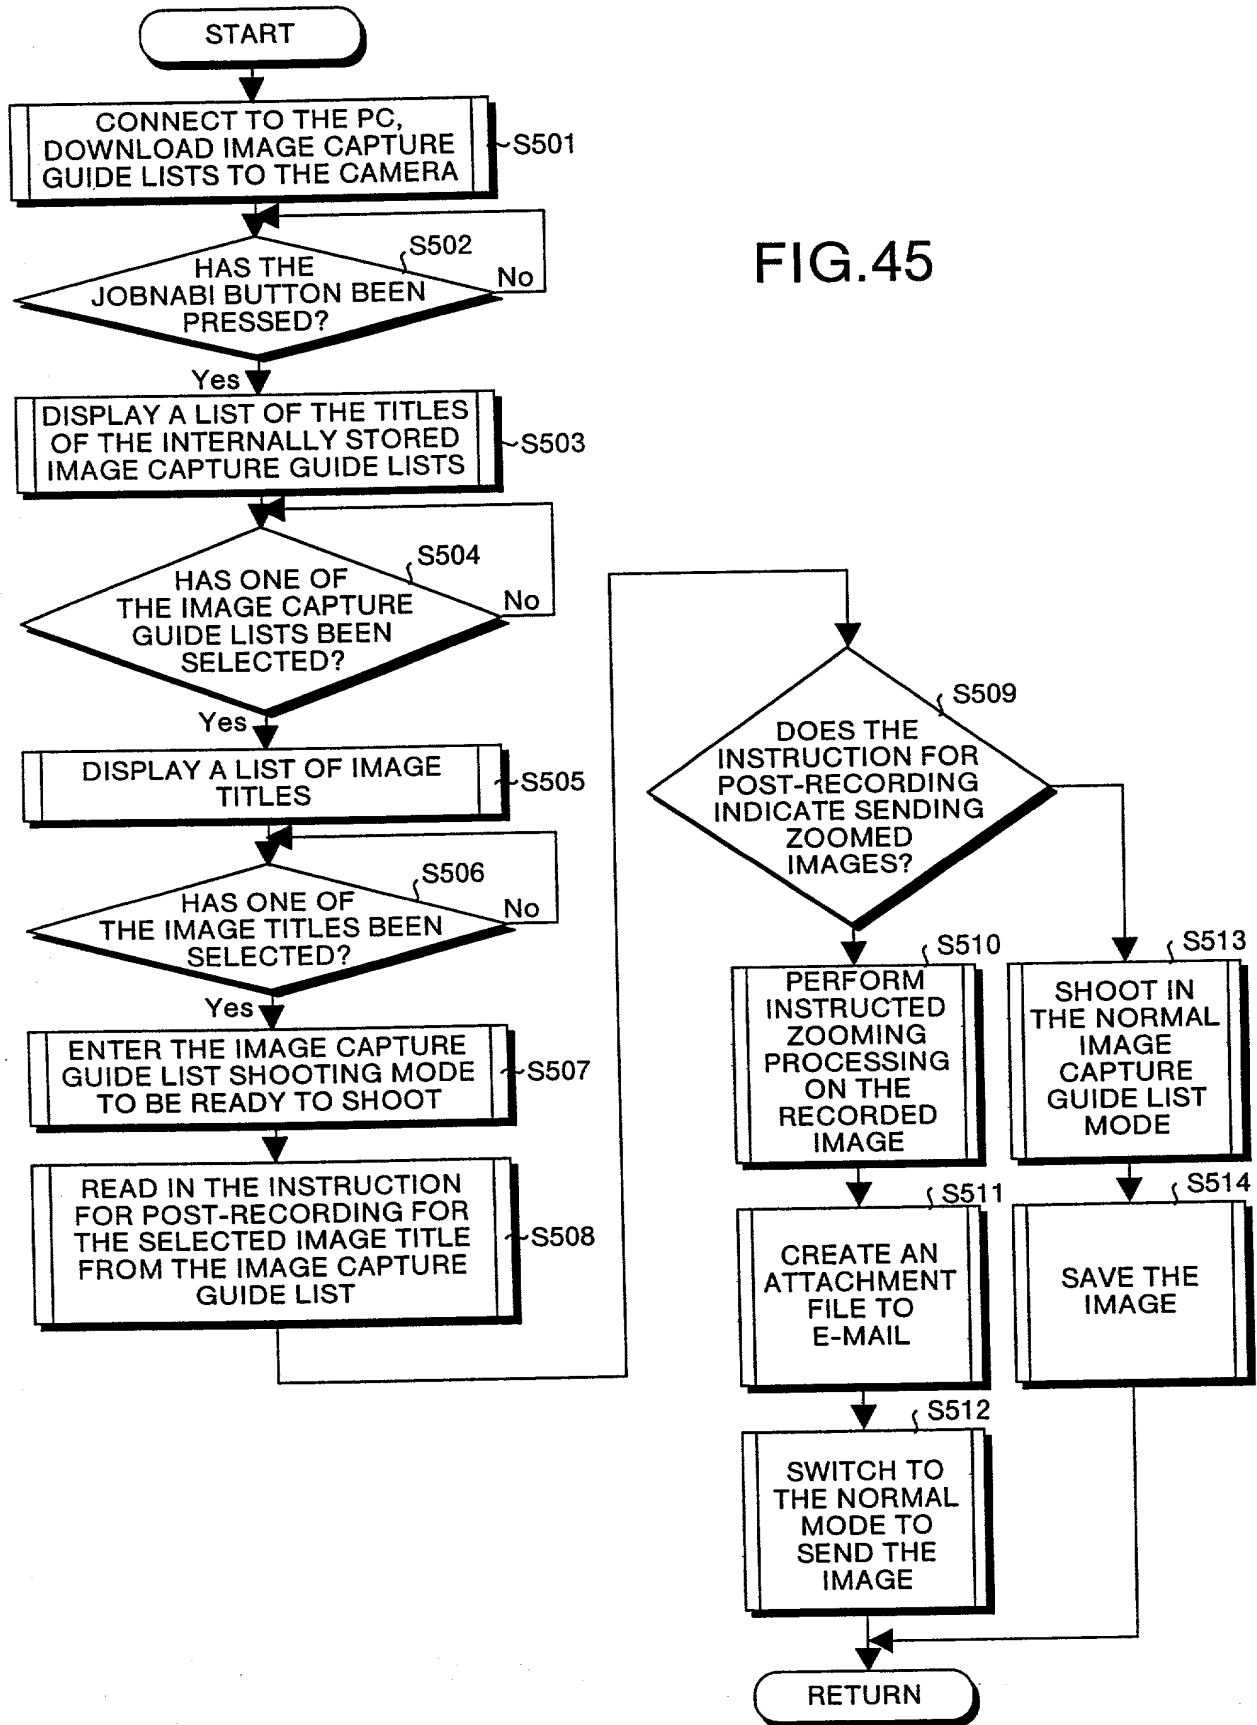 START
CONNECT TO THE PC,
DOWNLOAD IMAGE CAPTURE
GUIDE LISTS TO THE CAMERA
S501
S502
HAS THE
JOBNABI BUTTON BEEN
PRESSED?
No
Yes
DISPLAY A LIST OF THE TITLES
OF THE INTERNALLY STORED
IMAGE CAPTURE GUIDE LISTS
S503
S504
HAS ONE OF
THE IMAGE CAPTURE
GUIDE LISTS BEEN
SELECTED?
No
Yes
DISPLAY A LIST OF IMAGE
TITLES
S505
S506
HAS ONE OF
THE IMAGE TITLES BEEN
SELECTED?
No
Yes
ENTER THE IMAGE CAPTURE
GUIDE LIST SHOOTING MODE
TO BE READY TO SHOOT
S507
READ IN THE INSTRUCTION
FOR POST-RECORDING FOR
THE SELECTED IMAGE TITLE
FROM THE IMAGE CAPTURE
GUIDE LIST
S508
FIG.45
S509
DOES THE
INSTRUCTION FOR
POST-RECORDING
INDICATE SENDING
ZOOMED
IMAGES?
S510
PERFORM
INSTRUCTED
ZOOMING
PROCESSING
ON THE
RECORDED
IMAGE
S511
CREATE AN
ATTACHMENT
FILE TO
E-MAIL
S512
SWITCH TO
THE NORMAL
MODE TO
SEND THE
IMAGE
S513
SHOOT IN
THE NORMAL
IMAGE
CAPTURE
GUIDE LIST
MODE
S514
SAVE THE
IMAGE
RETURN